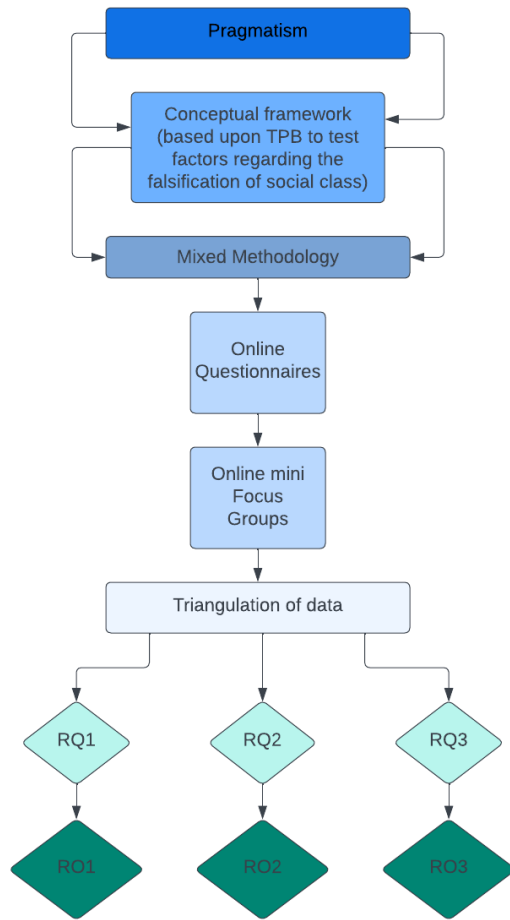 Pragmatism
Conceptual framework
(based upon TPB to test
factors regarding the
falsification of social class)
Mixed Methodology
Online
Questionnaires
Online mini
Focus
Groups
Triangulation of data
RQ1
RQ2
RQ3
RO1
RO2
RO3